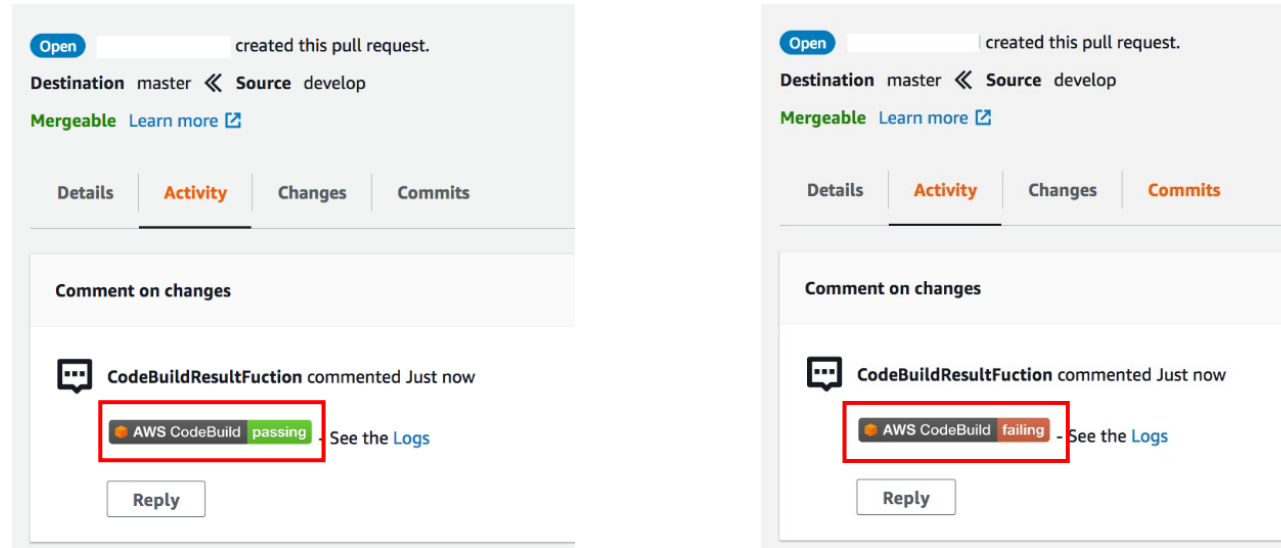 Open created this pull request.
Destination master Source develop
Mergeable Learn more
Details Activity Changes Commits
Comment on changes
CodeBuildResultFuction commented Just now
AWS CodeBuild passing - See the Logs
Reply
Open created this pull request.
Destination master Source develop
Mergeable Learn more
Details Activity Changes Commits
Comment on changes
CodeBuildResultFuction commented Just now
AWS CodeBuild failing - See the Logs
Reply